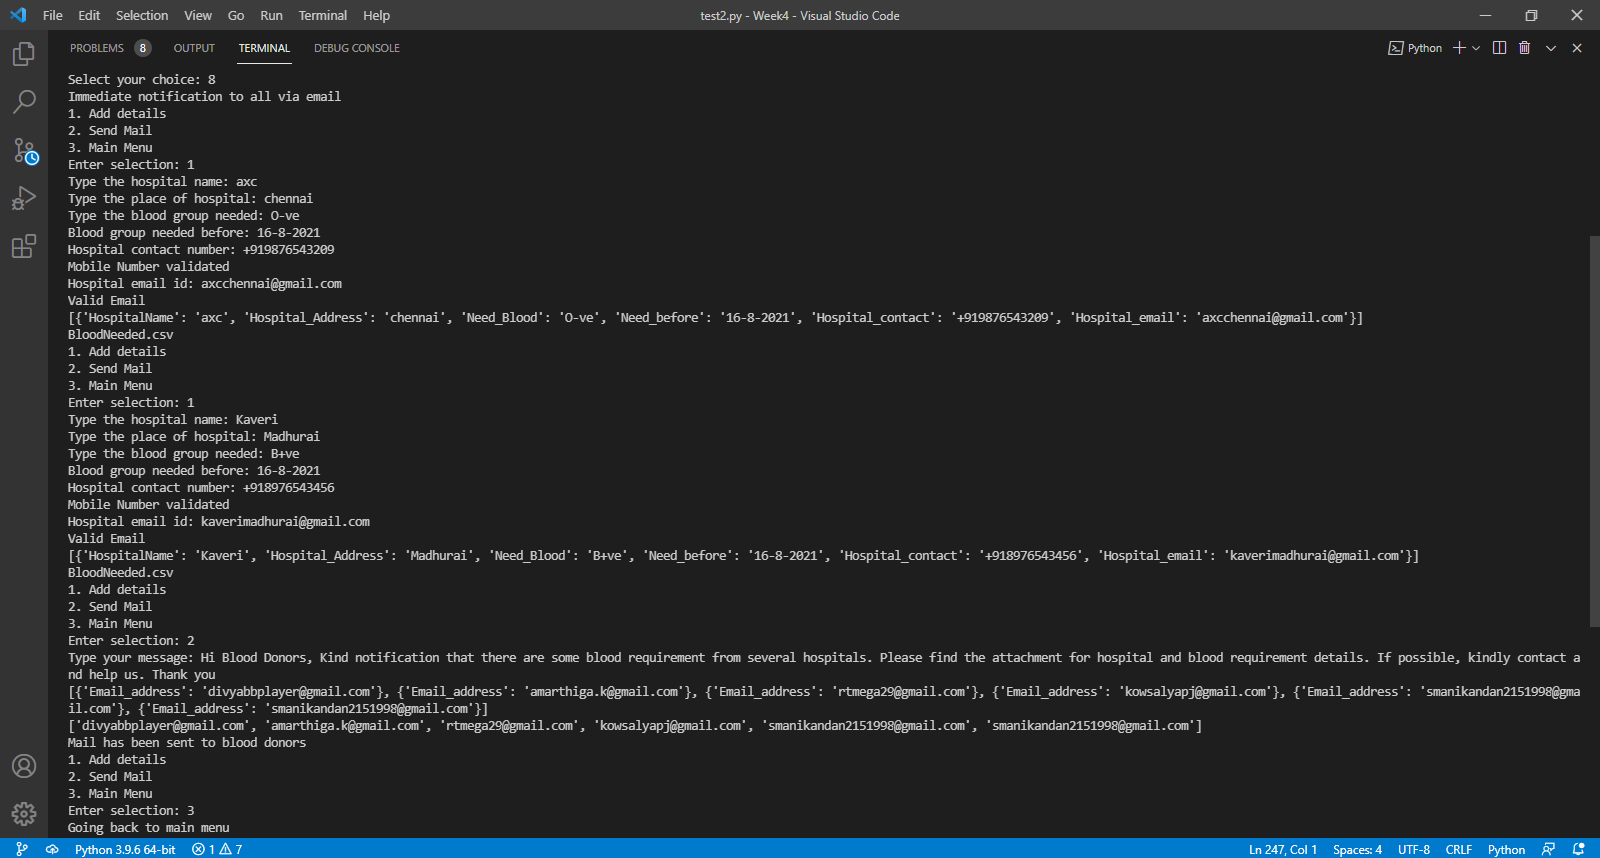 File Edit Selection View Go Run Terminal Help test2.py - Week4 - Visual Studio Code
PROBLEMS 8 OUTPUT TERMINAL DEBUG CONSOLE Python
Select your choice: 8
Immediate notification to all via email
1. Add details
2. Send Mail
3. Main Menu
Enter selection: 1
Type the hospital name: axc
Type the place of hospital: chennai
Type the blood group needed: O-ve
Blood group needed before: 16-8-2021
Hospital contact number: +919876543209
Mobile Number validated
Hospital email id: axcchennai@gmail.com
Valid Email
[{'HospitalName': 'axc', 'Hospital_Address': 'chennai', 'Need_Blood': 'O-ve', 'Need_before': '16-8-2021', 'Hospital_contact': '+919876543209', 'Hospital_email': 'axcchennai@gmail.com'}]
BloodNeeded.csv
1. Add details
2. Send Mail
3. Main Menu
Enter selection: 1
Type the hospital name: Kaveri
Type the place of hospital: Madhurai
Type the blood group needed: B+ve
Blood group needed before: 16-8-2021
Hospital contact number: +918976543456
Mobile Number validated
Hospital email id: kaverimadhurai@gmail.com
Valid Email
[{'HospitalName': 'Kaveri', 'Hospital_Address': 'Madhurai', 'Need_Blood': 'B+ve', 'Need_before': '16-8-2021', 'Hospital_contact': '+918976543456', 'Hospital_email': 'kaverimadhurai@gmail.com'}]
BloodNeeded.csv
1. Add details
2. Send Mail
3. Main Menu
Enter selection: 2
Type your message: Hi Blood Donors, Kind notification that there are some blood requirement from several hospitals. Please find the attachment for hospital and blood requirement details. If possible, kindly contact a
nd help us. Thank you
[{'Email_address': 'divyabbplayer@gmail.com'}, {'Email_address': 'amarthiga.k@gmail.com'}, {'Email_address': 'rtmega29@gmail.com'}, {'Email_address': 'kowsalyapj@gmail.com'}, {'Email_address': 'smanikandan2151998@gma
il.com'}, {'Email_address': 'smanikandan2151998@gmail.com'}]
['divyabbplayer@gmail.com', 'amarthiga.k@gmail.com', 'rtmega29@gmail.com', 'kowsalyapj@gmail.com', 'smanikandan2151998@gmail.com', 'smanikandan2151998@gmail.com']
Mail has been sent to blood donors
1. Add details
2. Send Mail
3. Main Menu
Enter selection: 3
Going back to main menu
Python 3.9.6 64-bit 1 7 Ln 247, Col 1 Spaces: 4 UTF-8 CRLF Python